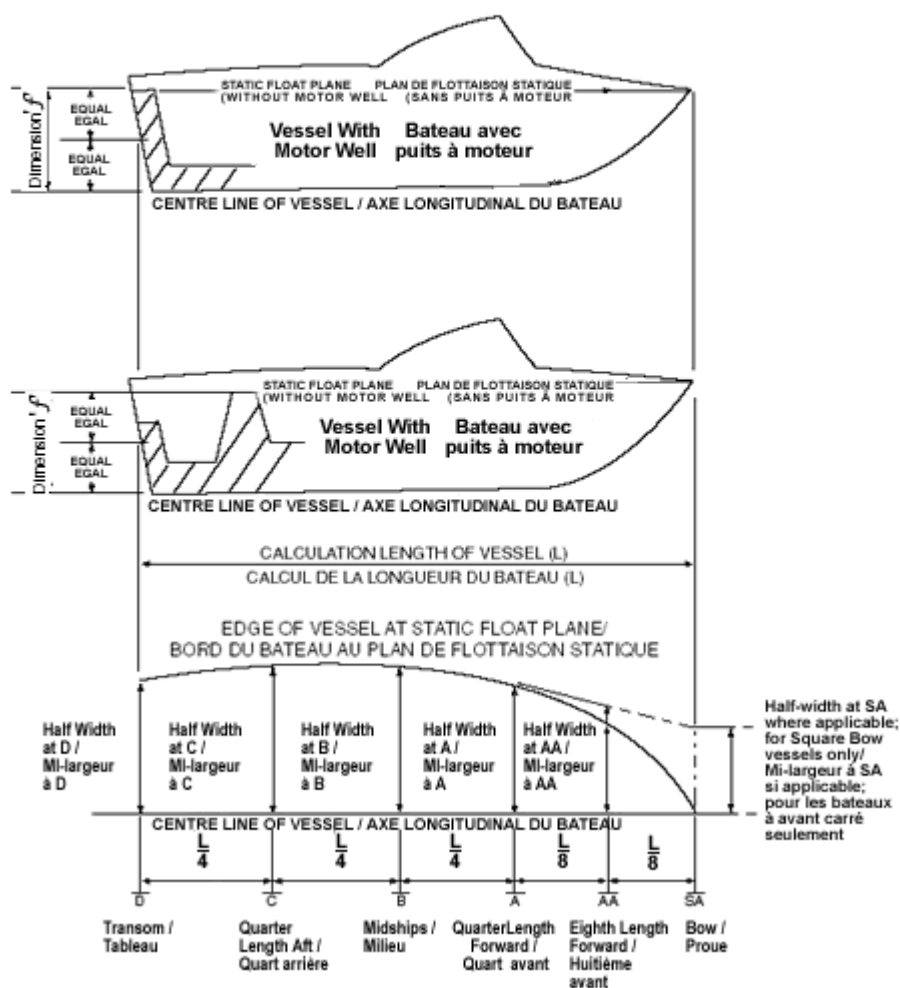 STATIC FLOAT PLANE PLAN DE FLOTTAISON STATIQUE
(WITHOUT MOTOR WELL (SANS PUITS À MOTEUR
Dimension 'f'
EQUAL
EGAL
EQUAL
EGAL
Vessel With Bateau avec
Motor Well puits à moteur
CENTRE LINE OF VESSEL / AXE LONGITUDINAL DU BATEAU
STATIC FLOAT PLANE PLAN DE FLOTTAISON STATIQUE
(WITHOUT MOTOR WELL (SANS PUITS À MOTEUR
Dimension 'f'
EQUAL
EGAL
EQUAL
EGAL
Vessel With Bateau avec
Motor Well puits à moteur
CENTRE LINE OF VESSEL / AXE LONGITUDINAL DU BATEAU
CALCULATION LENGTH OF VESSEL (L)
CALCUL DE LA LONGUEUR DU BATEAU (L)
EDGE OF VESSEL AT STATIC FLOAT PLANE/
BORD DU BATEAU AU PLAN DE FLOTTAISON STATIQUE
Half Width
at D /
MI-largeur
à D
Half Width
at C /
MI-largeur
à C
Half Width
at B /
MI-largeur
à B
Half Width
at A /
MI-largeur
à A
Half Width
at AA /
MI-largeur
à AA
Half-width at SA
where applicable;
for Square Bow
vessels only/
Mi-largeur à SA
si applicable;
pour les bateaux
à avant carré
seulement
CENTRE LINE OF VESSEL / AXE LONGITUDINAL DU BATEAU
L/4 L/4 L/4 L/8 L/8
D C B A AA SA
Transom /
Tableau
Quarter
Length Aft /
Quart arrière
Midships /
Milieu
QuarterLength
Forward /
Quart avant
Eighth Length
Forward /
Huitième
avant
Bow /
Proue